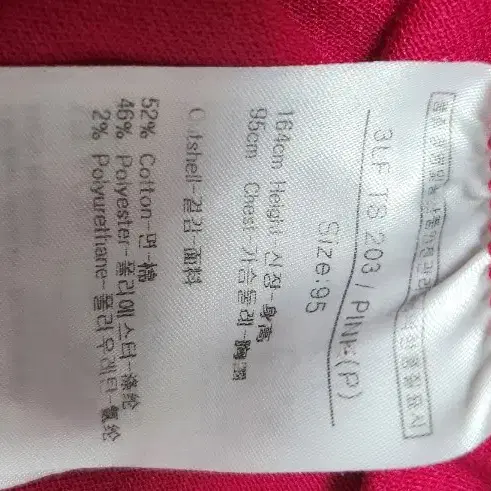 3LF TS 203 / PINK(P)
Size:95
164cm Height-신장-身高
95cm Chest-가슴둘레-胸围
Outshell-겉감-面料
52% Cotton-면-棉
46% Polyester-폴리에스터-涤纶
2% Polyurethane-폴리우레탄-氨纶